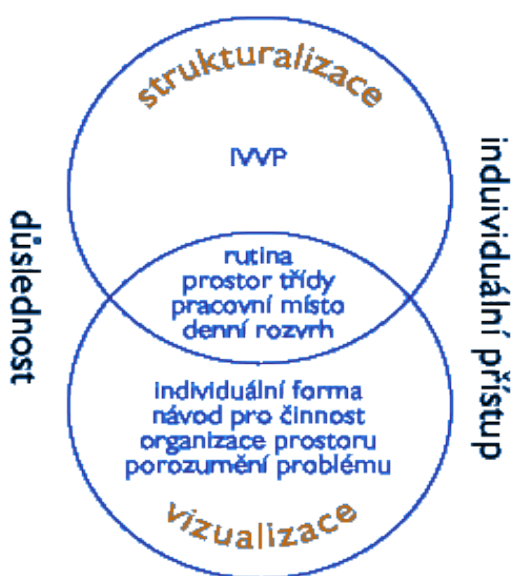 strukturalizace
IVVP
rutina
prostor třídy
pracovní místo
denní rozvrh
individuální forma
návod pro činnost
organizace prostoru
porozumění problému
vizualizace
důslednost
induividuální přístup